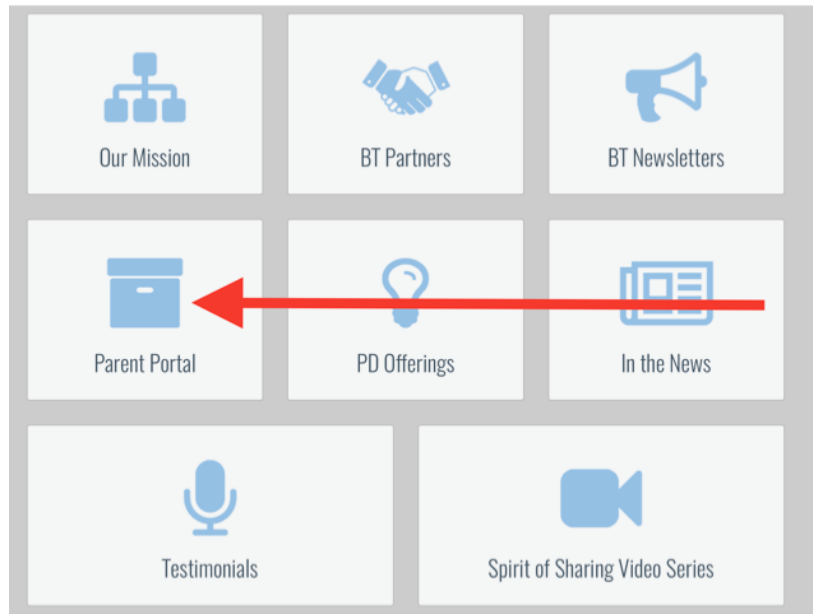 Our Mission
BT Partners
BT Newsletters
Parent Portal
PD Offerings
In the News
Testimonials
Spirit of Sharing Video Series